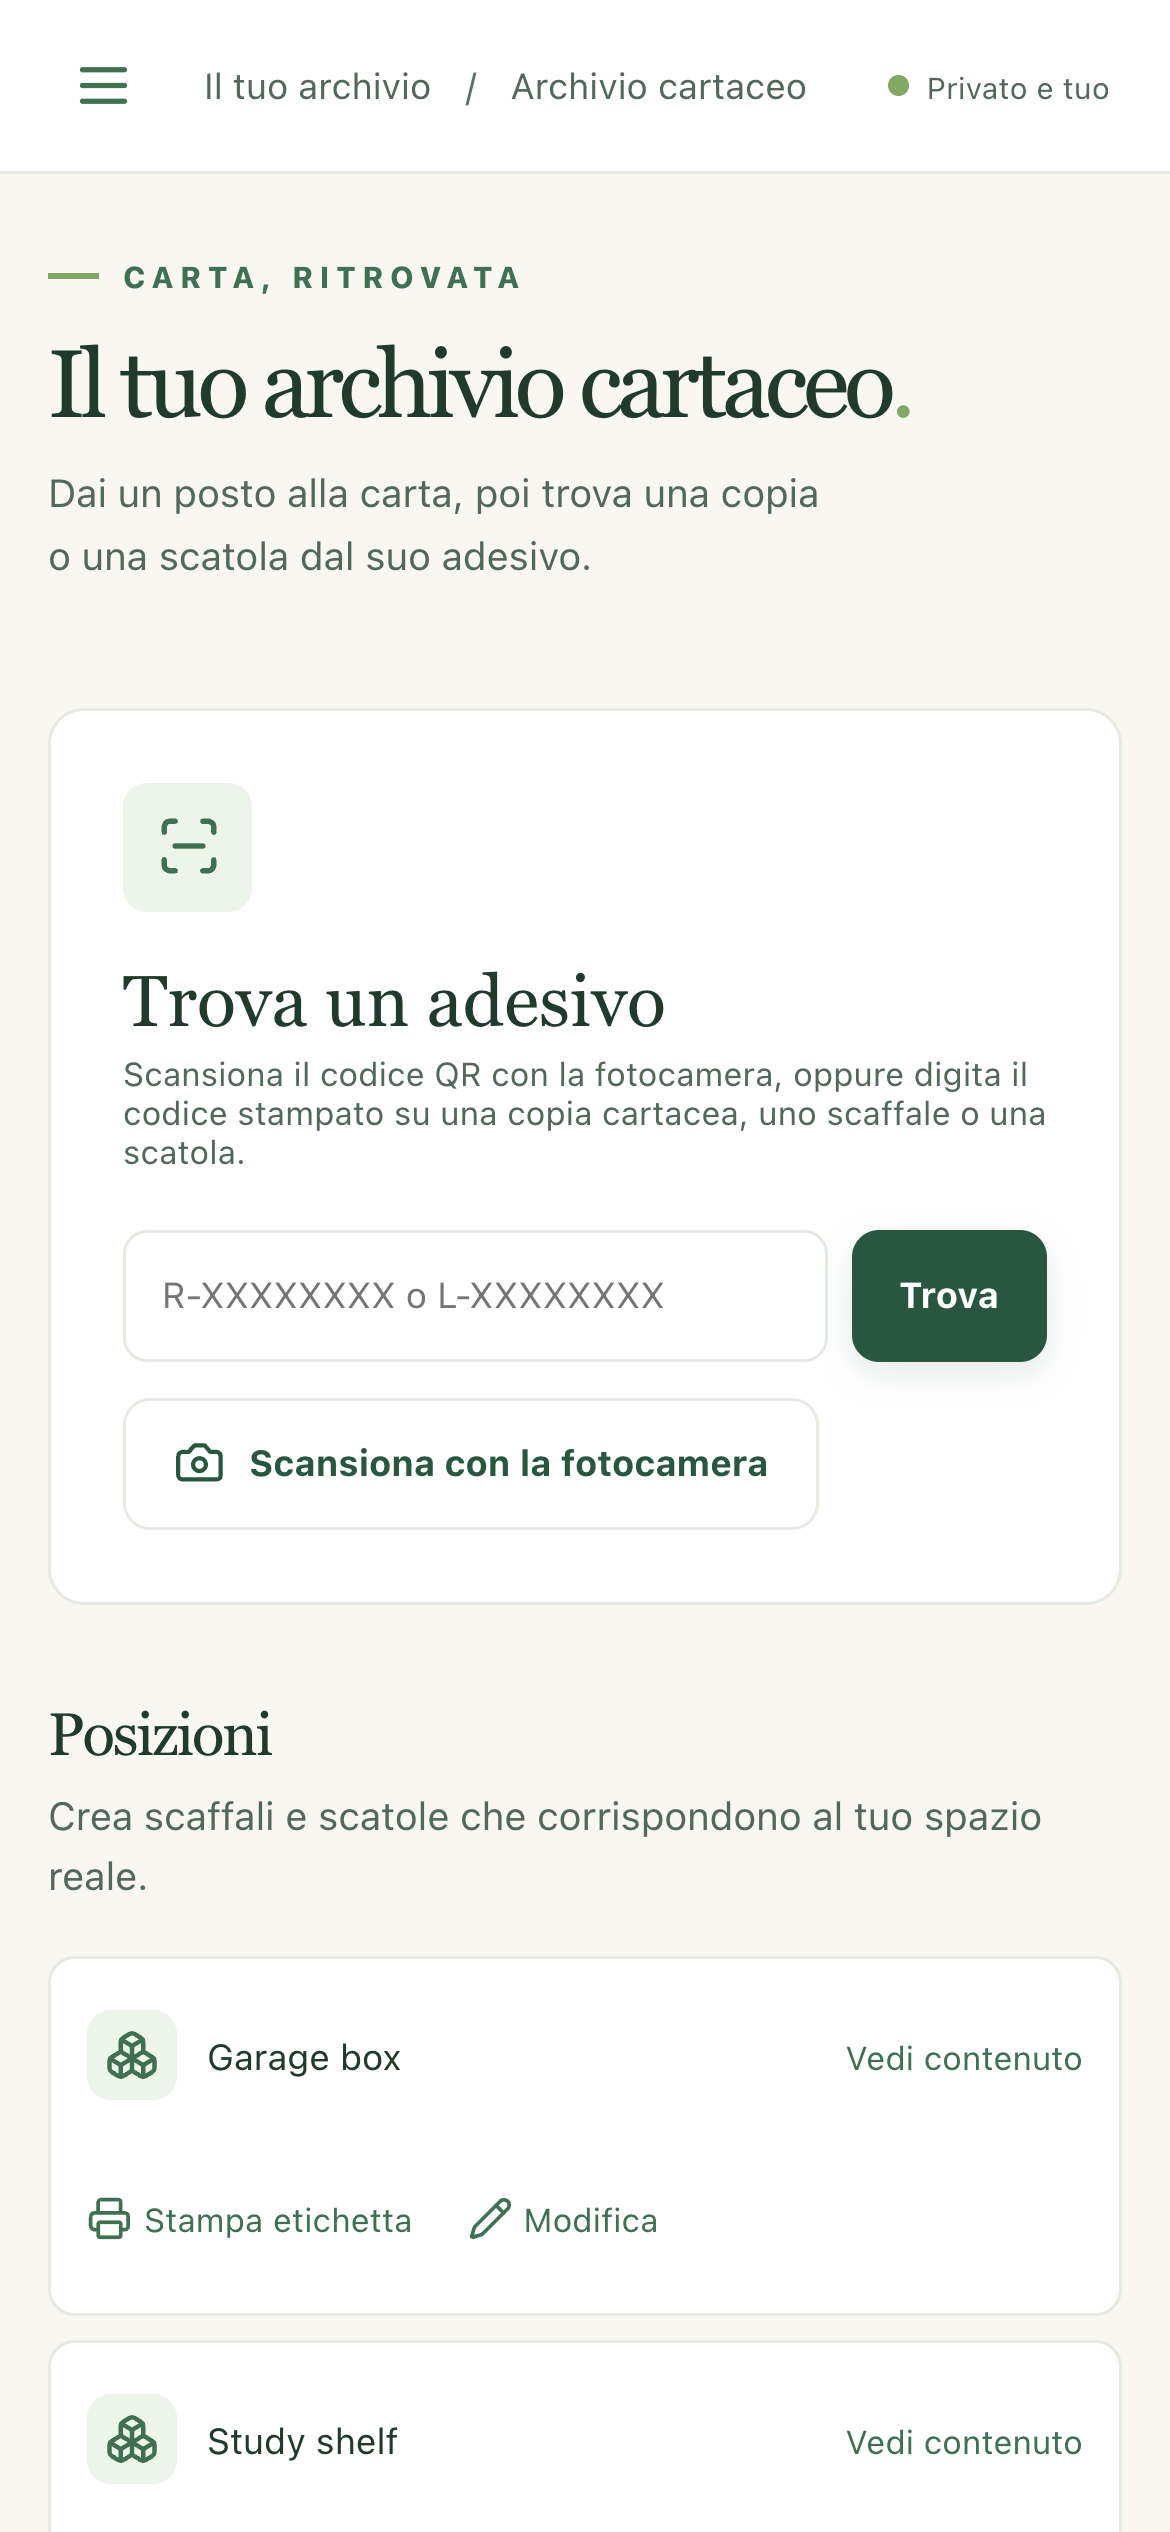 Il tuo archivio / Archivio cartaceo
Privato e tuo
CARTA, RITROVATA
Il tuo archivio cartaceo.
Dai un posto alla carta, poi trova una copia
o una scatola dal suo adesivo.
Trova un adesivo
Scansiona il codice QR con la fotocamera, oppure digita il
codice stampato su una copia cartacea, uno scaffale o una
scatola.
R-XXXXXXXX o L-XXXXXXXX
Trova
Scansiona con la fotocamera
Posizioni
Crea scaffali e scatole che corrispondono al tuo spazio
reale.
Garage box
Vedi contenuto
Stampa etichetta
Modifica
Study shelf
Vedi contenuto